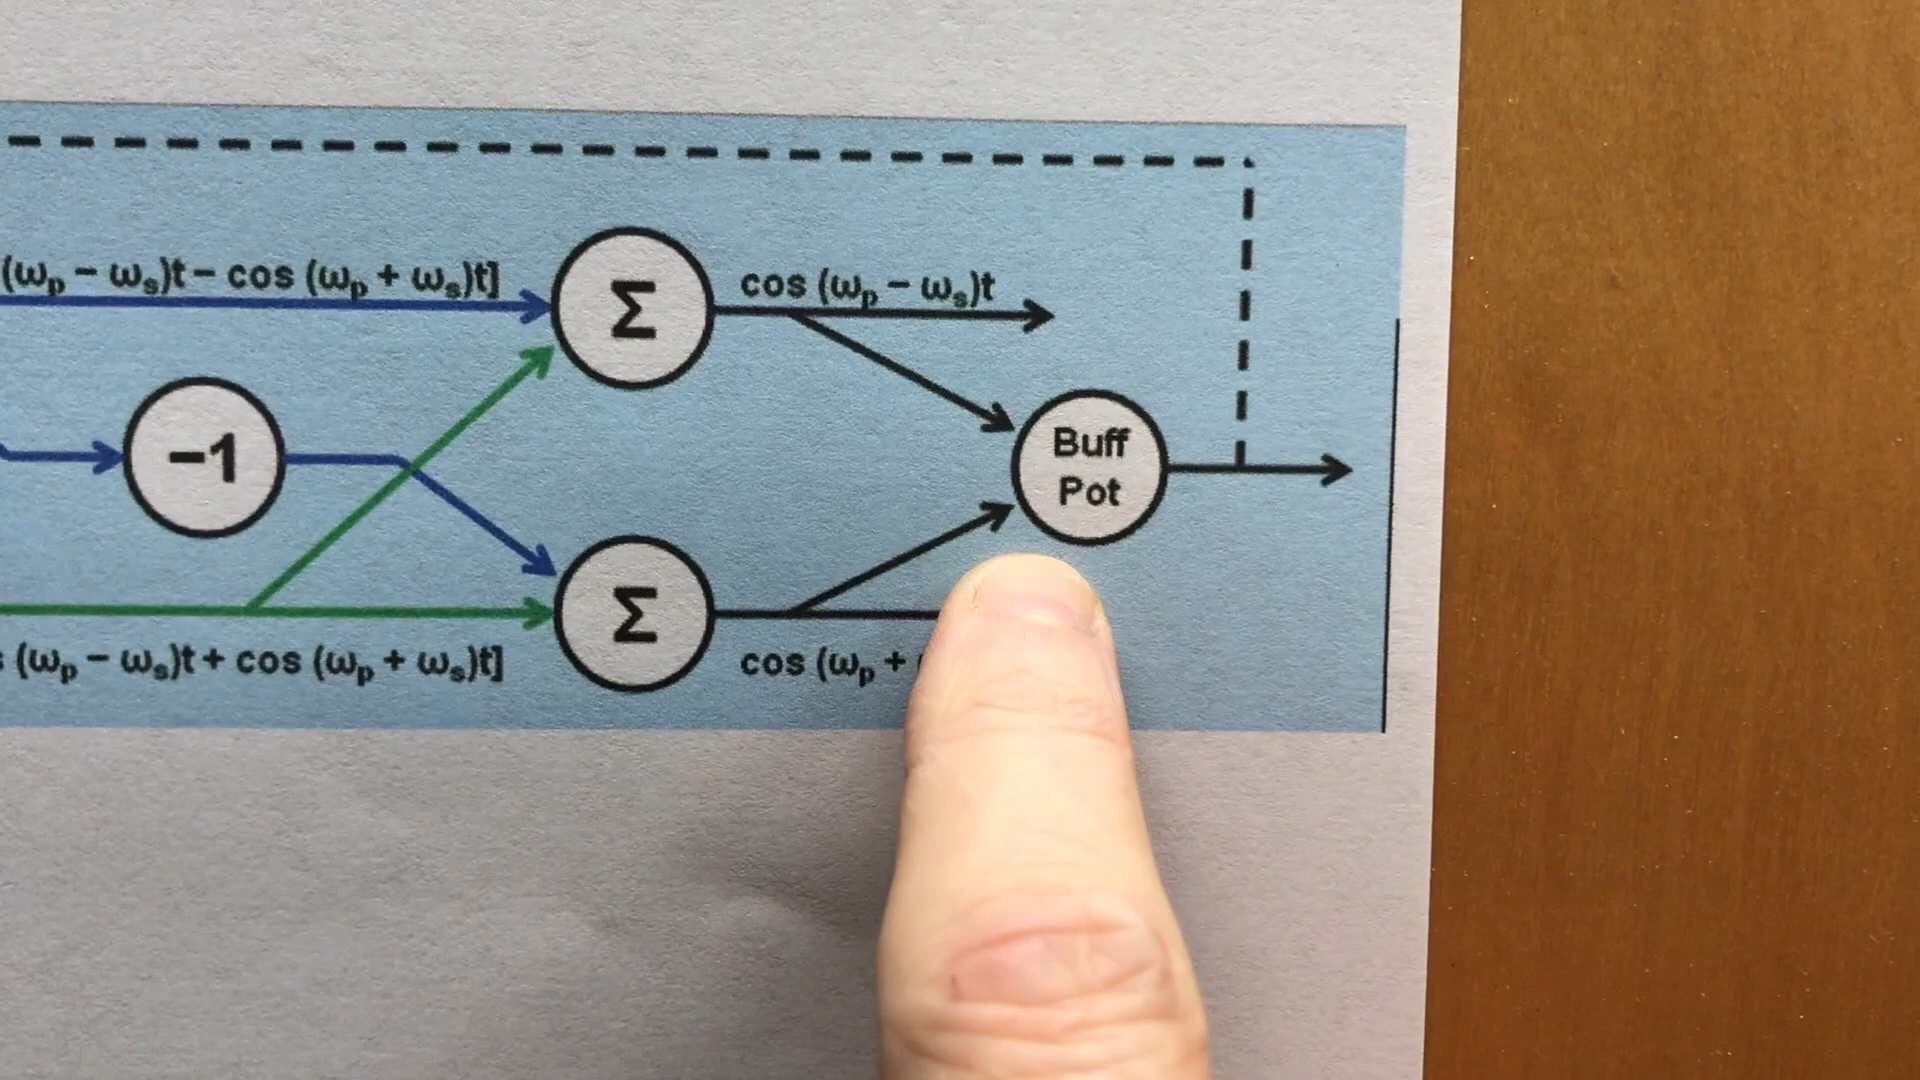 (ωp − ωs)t − cos (ωp + ωs)t]
Σ
cos (ωp − ωs)t
−1
Buff
Pot
Σ
(ωp − ωs)t + cos (ωp + ωs)t]
cos (ωp +